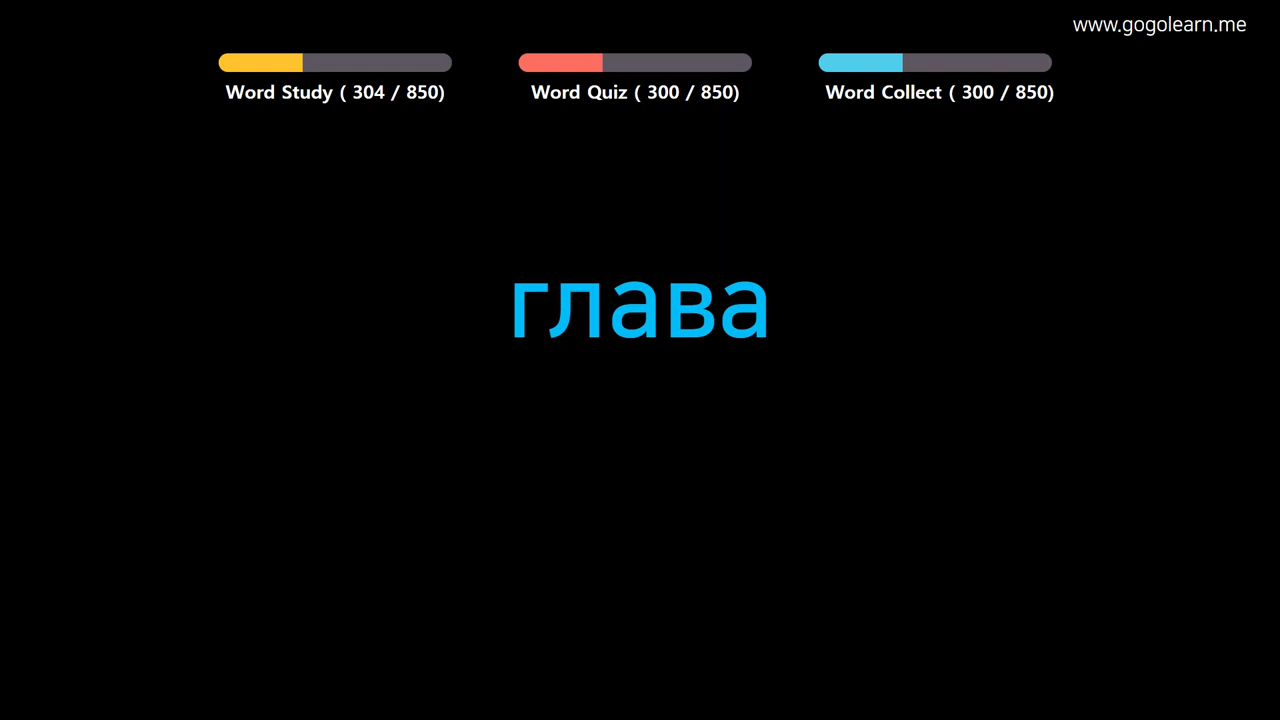 www.gogolearn.me
Word Study ( 304 / 850)
Word Quiz ( 300 / 850)
Word Collect ( 300 / 850)
глава